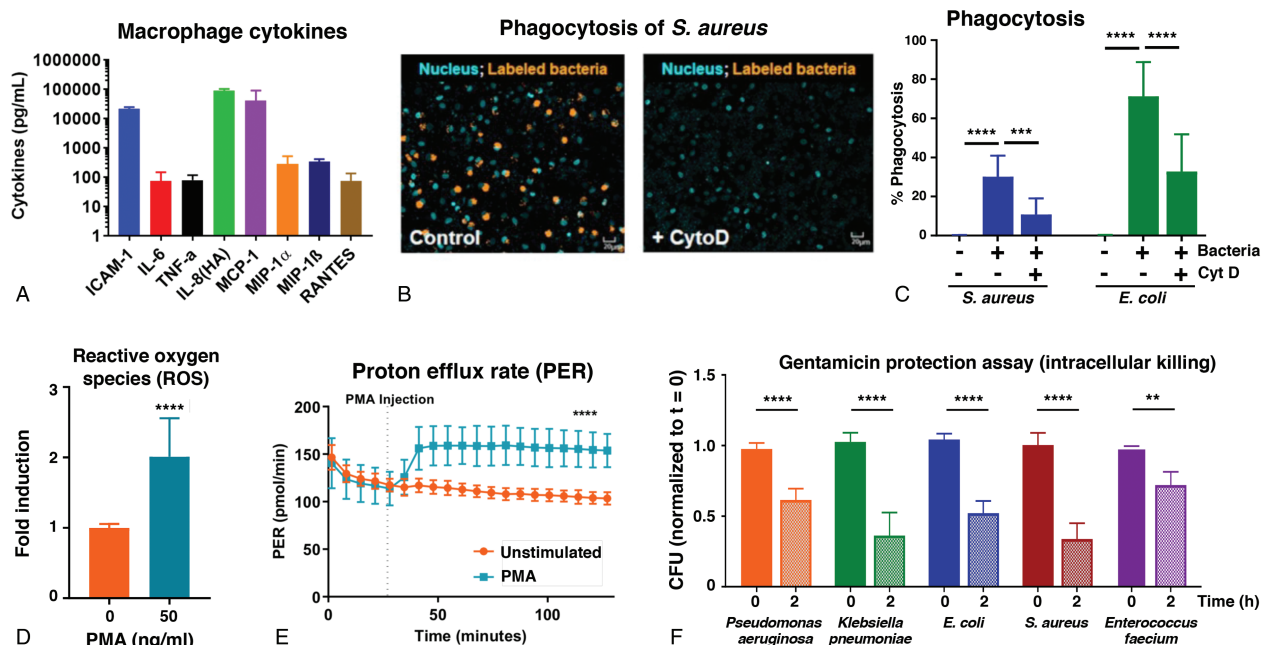 Macrophage cytokines
Cytokines (pg/mL)
1000000
100000
10000
1000
100
10
1
ICAM-1
IL-6
TNF-a
IL-8(HA)
MCP-1
MIP-1α
MIP-1ß
RANTES
A
Phagocytosis of S. aureus
Nucleus; Labeled bacteria
Control
20µm
Nucleus; Labeled bacteria
+ CytoD
20µm
B
Phagocytosis
% Phagocytosis
100
80
60
40
20
0
**** *** **** ****
- + + - + + Bacteria
- - + - - + Cyt D
S. aureus E. coli
C
Reactive oxygen
species (ROS)
Fold induction
3
2
1
0
****
0 50
PMA (ng/ml)
D
Proton efflux rate (PER)
PMA Injection
****
PER (pmol/min)
200
150
100
50
0
Unstimulated
PMA
0 50 100
Time (minutes)
E
Gentamicin protection assay (intracellular killing)
CFU (normalized to t = 0)
1.5
1.0
0.5
0
**** **** **** **** **
0 2 0 2 0 2 0 2 0 2 Time (h)
Pseudomonas
aeruginosa
Klebsiella
pneumoniae
E. coli
S. aureus
Enterococcus
faecium
F